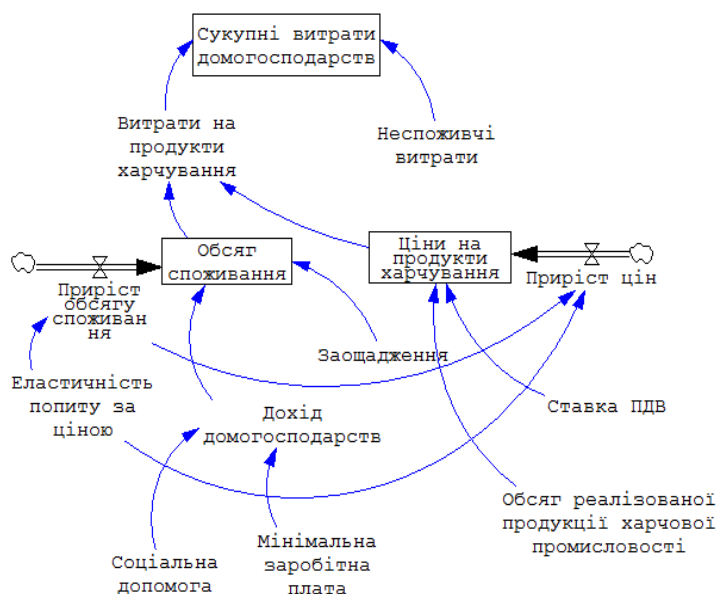 Сукупні витрати
домогосподарств
Витрати на
продукти
харчування
Неспоживчі
витрати
Обсяг
споживання
Ціни на
продукти
харчування
Приріст
обсягу
споживан
ня
Приріст цін
Заощадження
Еластичність
попиту за
ціною
Дохід
домогосподарств
Ставка ПДВ
Обсяг реалізованої
продукції харчової
промисловості
Соціальна
допомога
Мінімальна
заробітна
плата